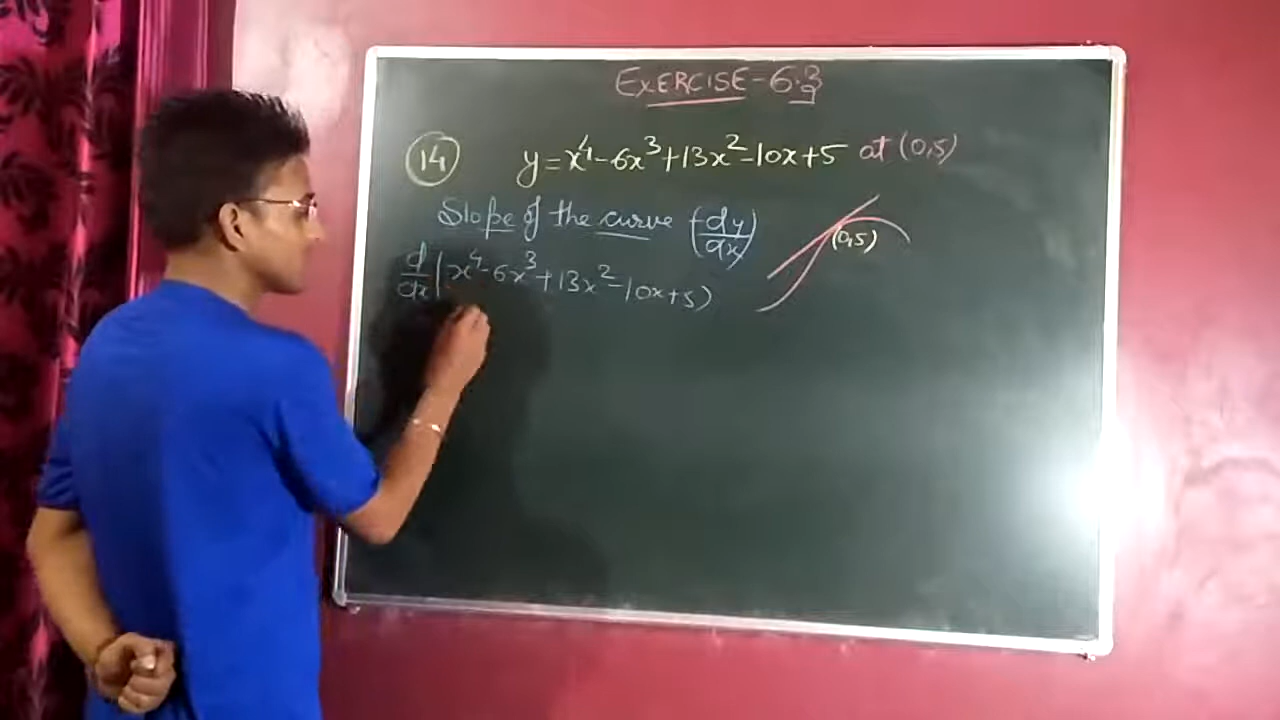 EXERCISE-6.3
14 y=x⁴-6x³+13x²-10x+5 at (0,5)
Slope of the curve (dy/dx)
(0,5)
d/dx(x⁴-6x³+13x²-10x+5)